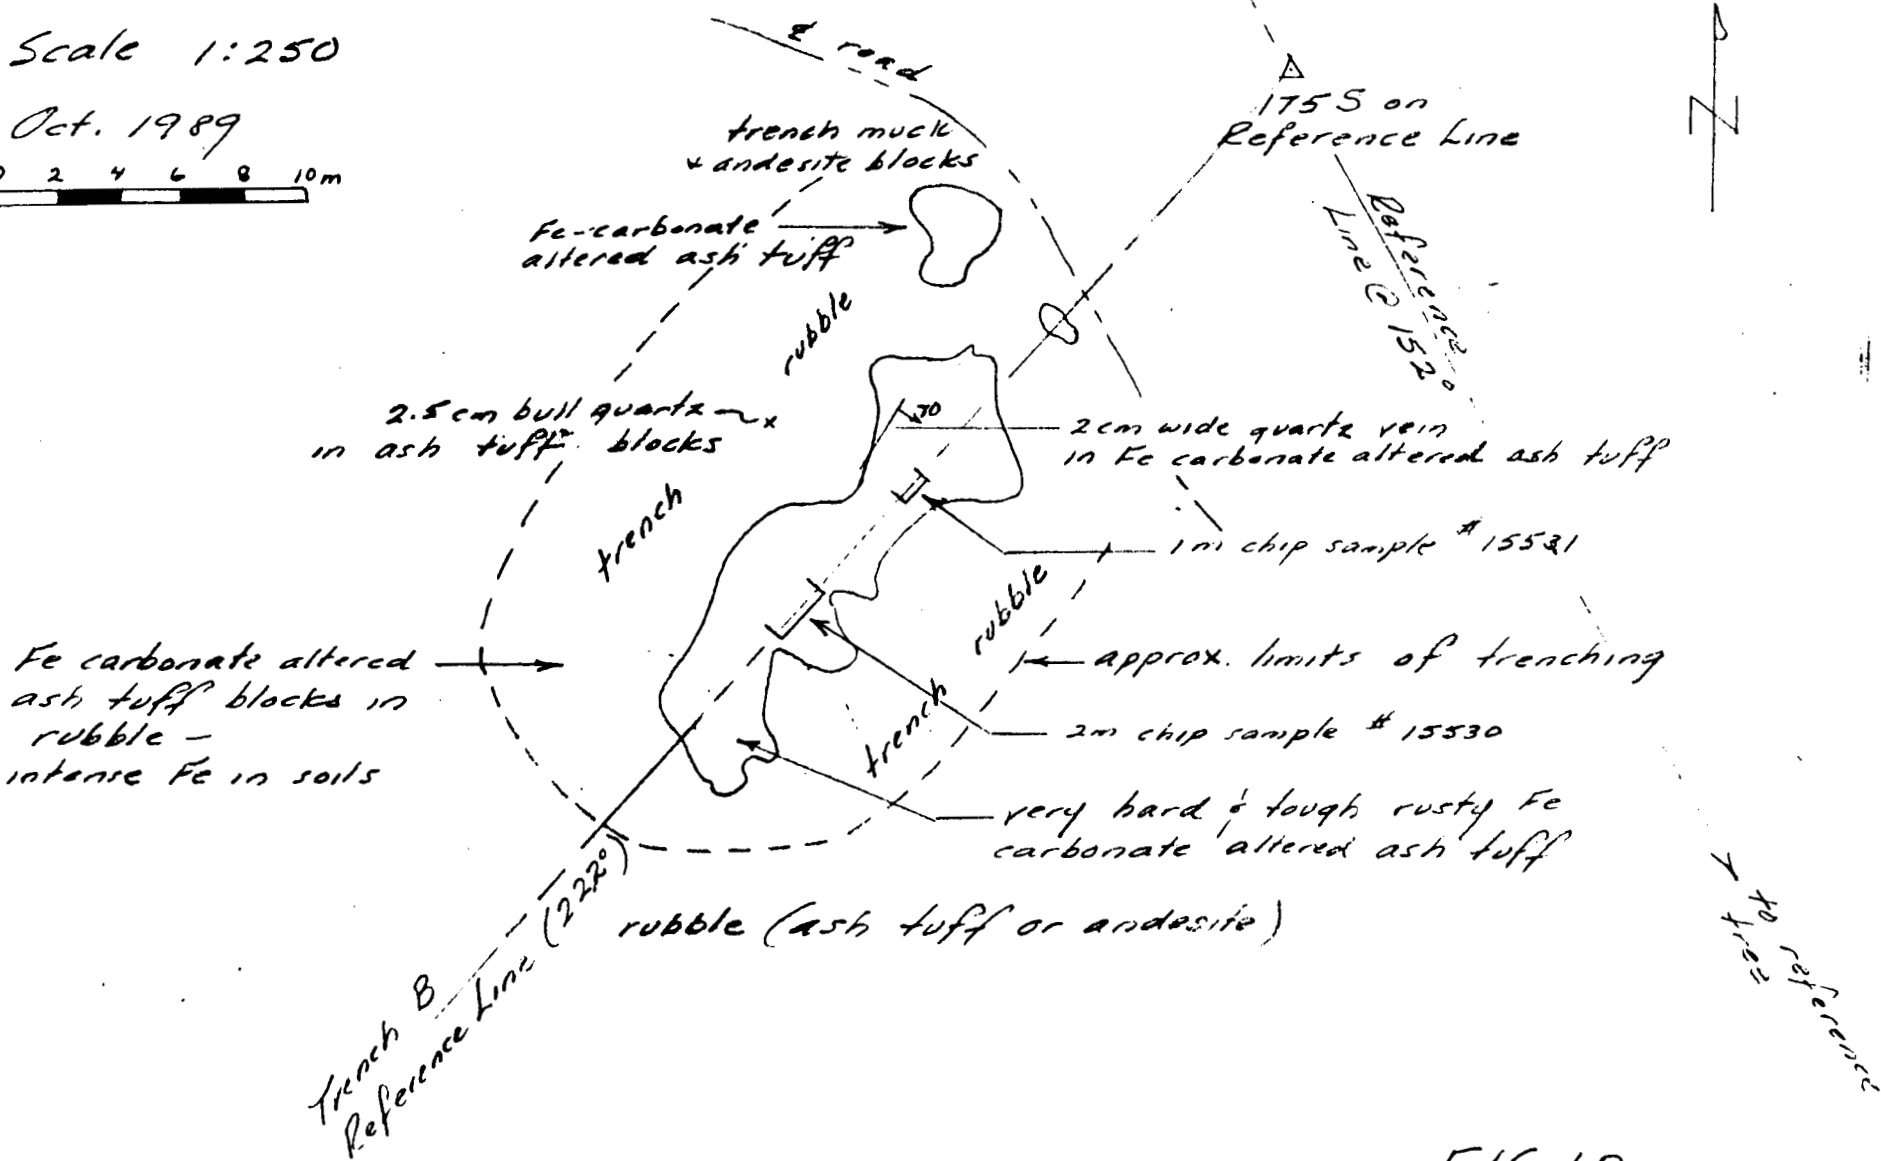 Scale 1:250
Oct. 1989
0 2 4 6 8 10m
℄ road
175 S on
Reference Line
N
trench muck
& andesite blocks
Reference
Line @ 152°
Fe-carbonate
altered ash tuff
rubble
2.5 cm bull quartz
in ash tuff blocks
x
70
2cm wide quartz vein
in Fe carbonate altered ash tuff
trench
1m chip sample # 15531
rubble
Fe carbonate altered
ash tuff blocks in
rubble -
intense Fe in soils
approx. limits of trenching
trench
2m chip sample # 15530
very hard & tough rusty Fe
carbonate altered ash tuff
rubble (ash tuff or andesite)
to reference
tree
Trench B
Reference Line (222°)